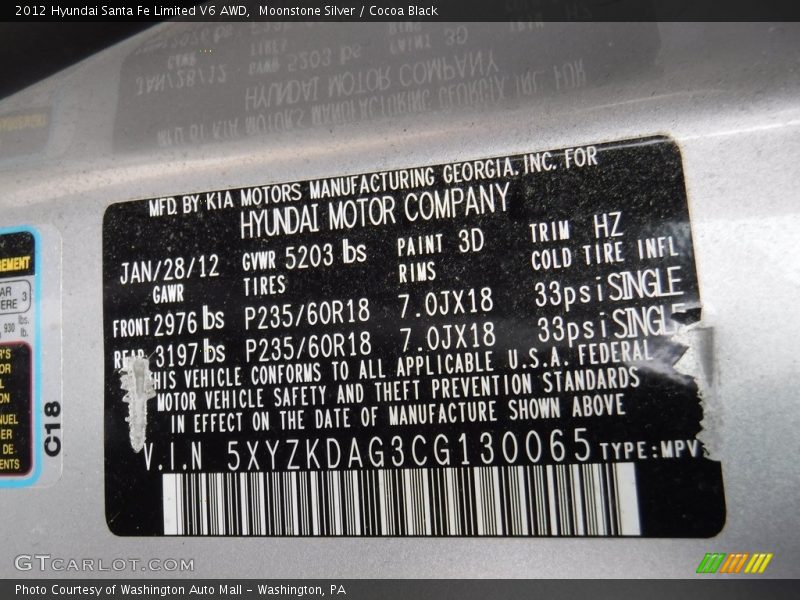 2012 Hyundai Santa Fe Limited V6 AWD,  Moonstone Silver / Cocoa Black
MFD. BY KIA MOTORS MANUFACTURING GEORGIA. INC. FOR
HYUNDAI MOTOR COMPANY
JAN/28/12 GVWR 5203 lbs PAINT 3D TRIM HZ
GAWR TIRES RIMS COLD TIRE INFL
FRONT 2976 lbs P235/60R18 7.0JX18 33psi SINGLE
REAR 3197 lbs P235/60R18 7.0JX18 33psi SINGLE
THIS VEHICLE CONFORMS TO ALL APPLICABLE U.S.A. FEDERAL
MOTOR VEHICLE SAFETY AND THEFT PREVENTION STANDARDS
IN EFFECT ON THE DATE OF MANUFACTURE SHOWN ABOVE
V.I.N 5XYZKDAG3CG130065 TYPE:MPV
C18
GTCARLOT.COM
Photo Courtesy of Washington Auto Mall - Washington, PA